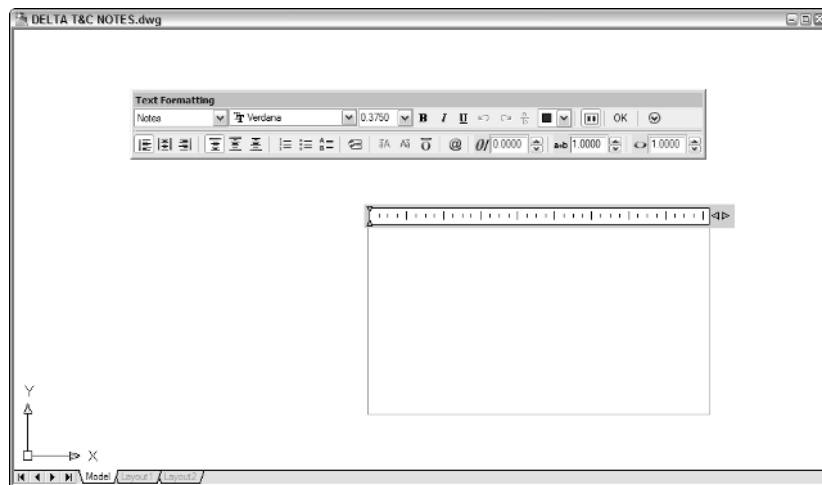 DELTA T&C NOTES.dwg
Text Formatting
Notes Verdana 0.3750 B I U OK
@ 0/ 0.0000 a•b 1.0000 1.0000
Y
X
Model Layout1 Layout2